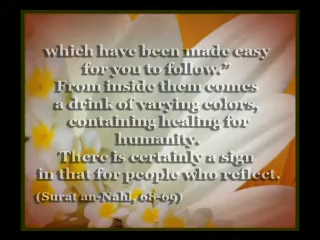 which have been made easy
for you to follow."
From inside them comes
a drink of varying colors,
containing healing for
humanity.
There is certainly a sign
in that for people who reflect.
(Surat an-Nahl, 68-69)